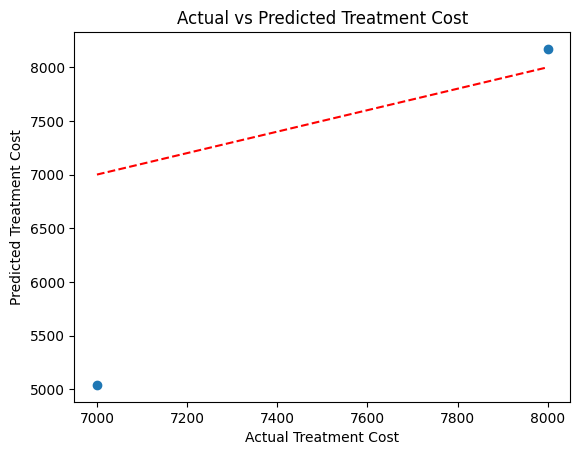 Actual vs Predicted Treatment Cost
Predicted Treatment Cost
8000
7500
7000
6500
6000
5500
5000
7000 7200 7400 7600 7800 8000
Actual Treatment Cost